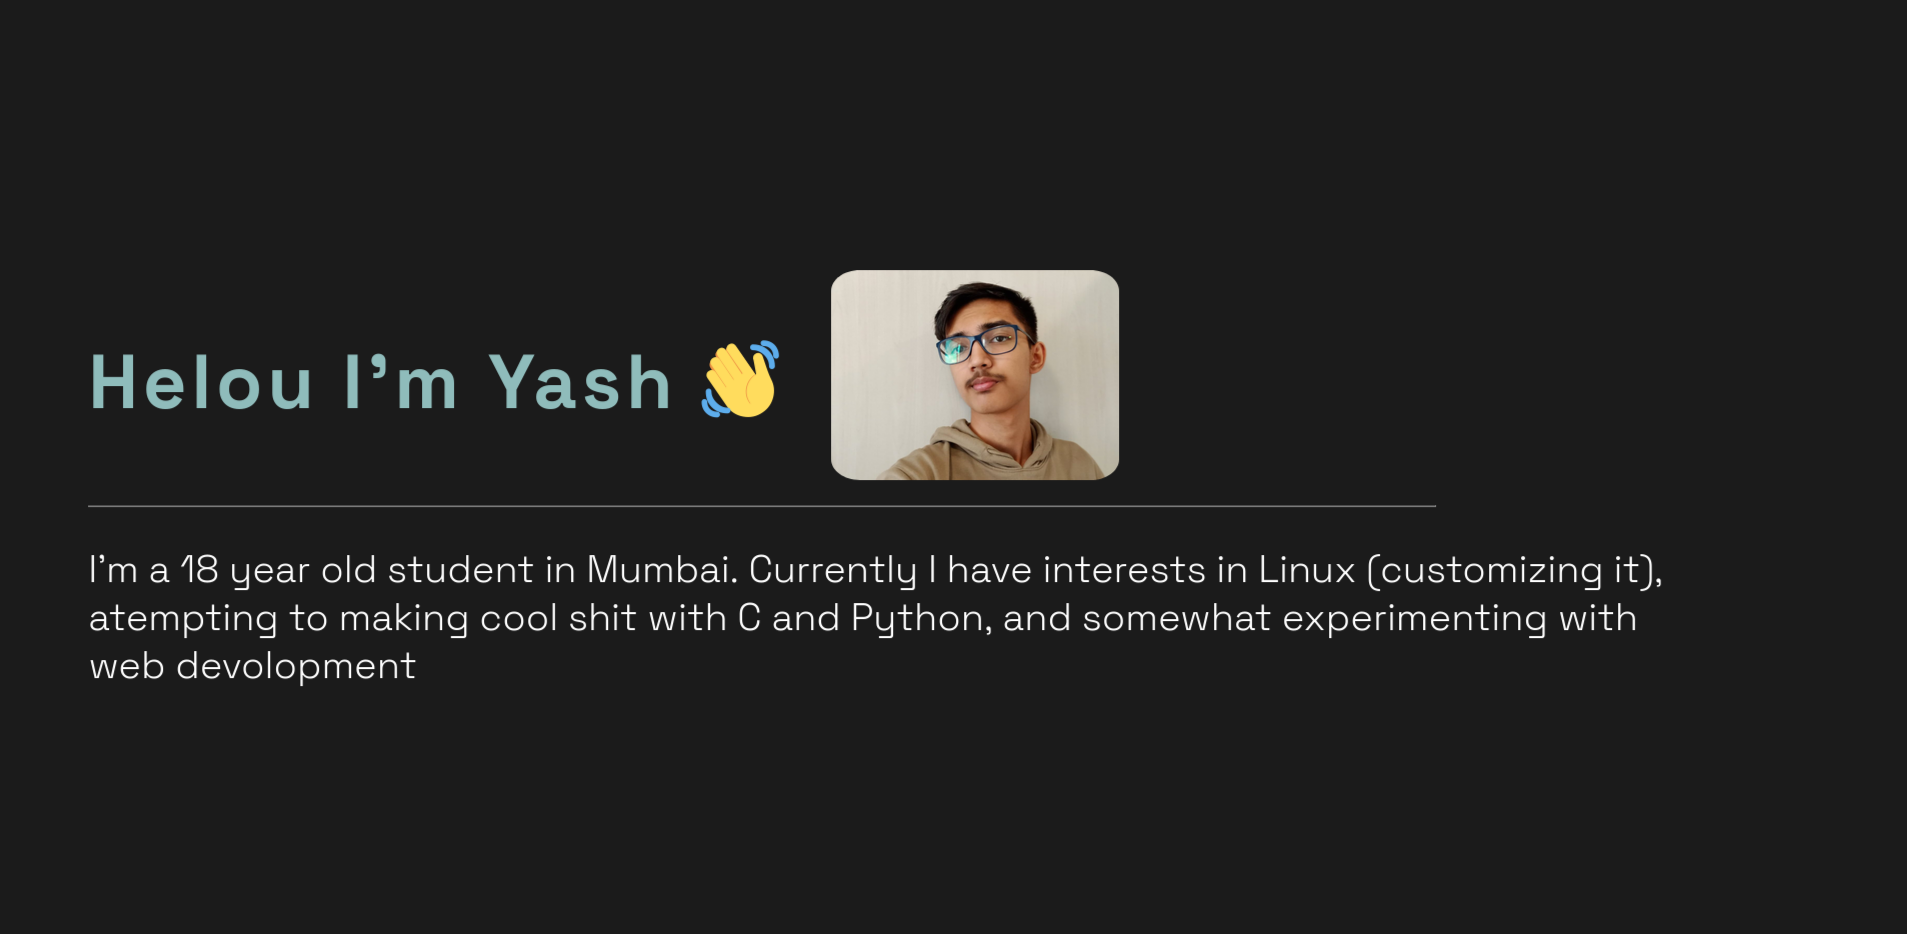 Helou I’m Yash 👋
I’m a 18 year old student in Mumbai. Currently I have interests in Linux (customizing it),
atempting to making cool shit with C and Python, and somewhat experimenting with
web devolopment